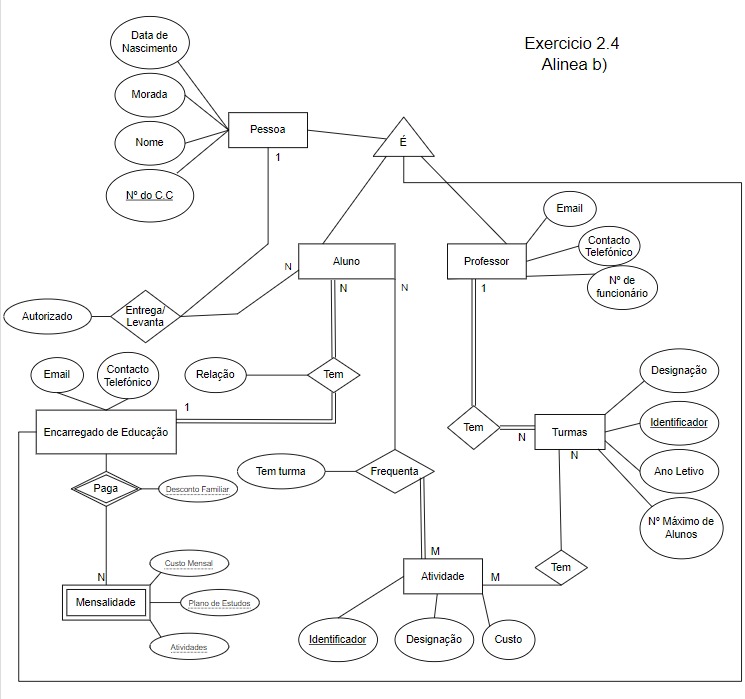 Exercicio 2.4
Alinea b)
Data de
Nascimento
Morada
Nome
Nº do C.C
Pessoa
1
É
Aluno
N
N
N
Professor
1
Email
Contacto
Telefónico
Nº de
funcionário
Autorizado
Entrega/
Levanta
Email
Contacto
Telefónico
Relação
Tem
1
Encarregado de Educação
Paga
Desconto Familiar
N
Mensalidade
Custo Mensal
Plano de Estudos
Atividades
Tem turma
Frequenta
M
Atividade
M
Identificador
Designação
Custo
Tem
N
Turmas
N
Tem
Designação
Identificador
Ano Letivo
Nº Máximo de
Alunos